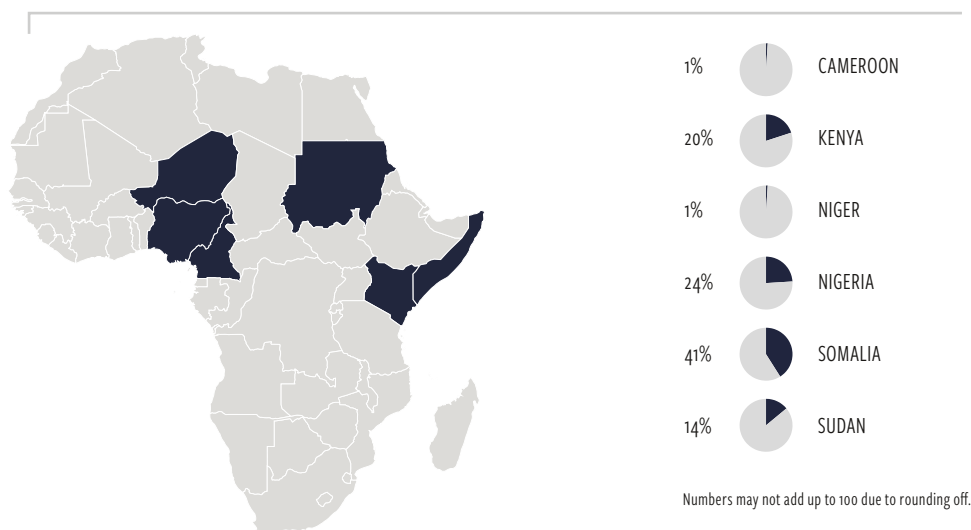 1% CAMEROON
20% KENYA
1% NIGER
24% NIGERIA
41% SOMALIA
14% SUDAN
Numbers may not add up to 100 due to rounding off.